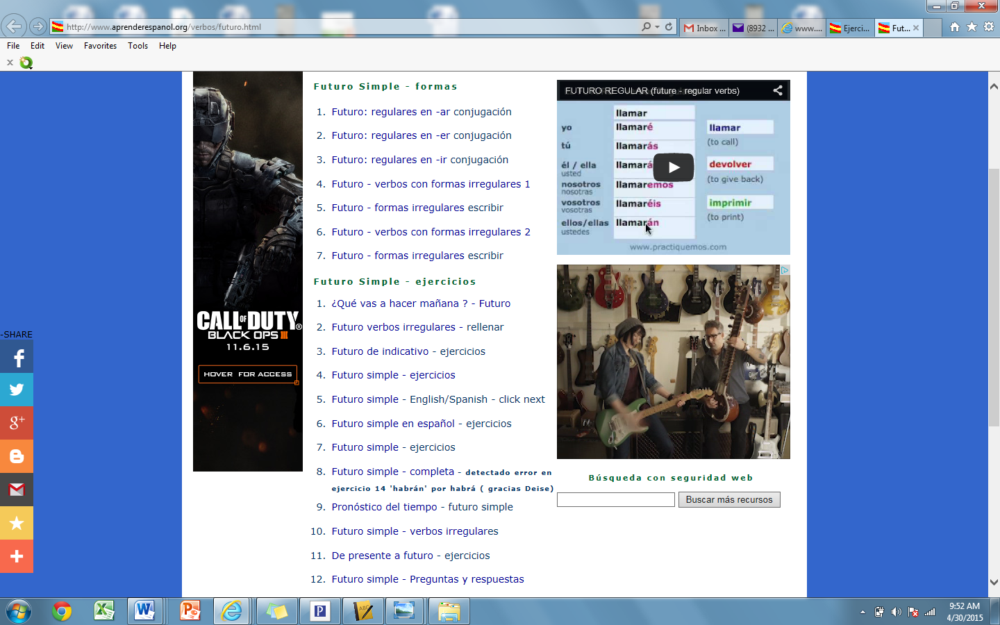 http://www.aprenderespanol.org/verbos/futuro.html
Inbox ...
(8932 ...
www....
Ejerci...
Fut...
File Edit View Favorites Tools Help
Futuro Simple - formas
1. Futuro: regulares en -ar conjugación
2. Futuro: regulares en -er conjugación
3. Futuro: regulares en -ir conjugación
4. Futuro - verbos con formas irregulares 1
5. Futuro - formas irregulares escribir
6. Futuro - verbos con formas irregulares 2
7. Futuro - formas irregulares escribir
Futuro Simple - ejercicios
1. ¿Qué vas a hacer mañana ? - Futuro
2. Futuro verbos irregulares - rellenar
3. Futuro de indicativo - ejercicios
4. Futuro simple - ejercicios
5. Futuro simple - English/Spanish - click next
6. Futuro simple en español - ejercicios
7. Futuro simple - ejercicios
8. Futuro simple - completa - detectado error en
ejercicio 14 'habrán' por habrá ( gracias Deise)
9. Pronóstico del tiempo - futuro simple
10. Futuro simple - verbos irregulares
11. De presente a futuro - ejercicios
12. Futuro simple - Preguntas y respuestas
CALL OF DUTY®
BLACK OPS III
11.6.15
HOVER FOR ACCESS
-SHARE
FUTURO REGULAR (future - regular verbs)
llamar
yo llamaré
tú llamarás
él / ella
usted
nosotros llamaremos
nosotras
vosotros llamaréis
vosotras
ellos/ellas llamarán
ustedes
llamar
(to call)
devolver
(to give back)
imprimir
(to print)
www.practiquemos.com
Búsqueda con seguridad web
Buscar más recursos
9:52 AM
4/30/2015